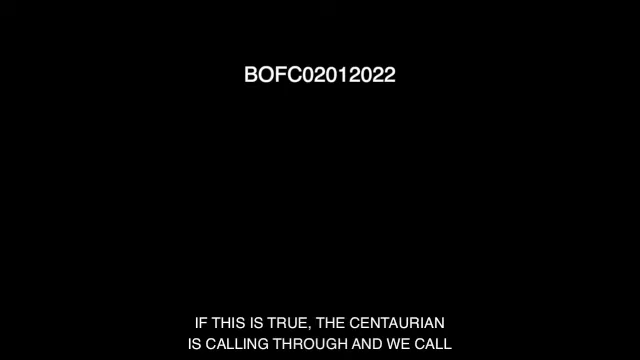 BOFC02012022
IF THIS IS TRUE, THE CENTAURIAN
IS CALLING THROUGH AND WE CALL